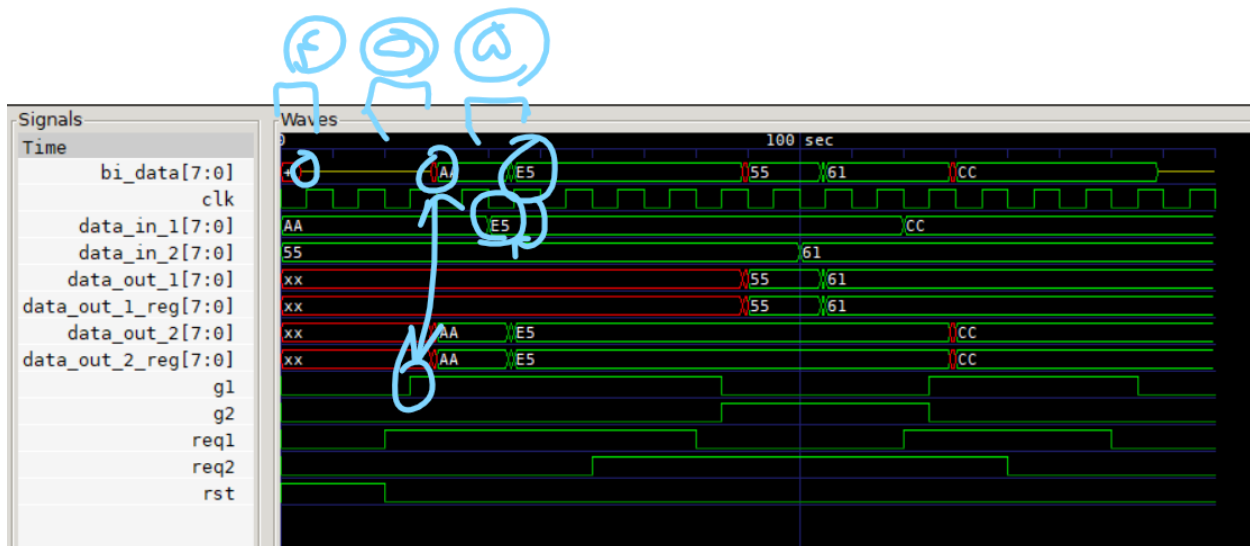 Signals Waves
Time 0 100 sec
bi_data[7:0] + AA E5 55 61 CC
clk
data_in_1[7:0] AA E5 CC
data_in_2[7:0] 55 61
data_out_1[7:0] xx 55 61
data_out_1_reg[7:0] xx 55 61
data_out_2[7:0] xx AA E5 CC
data_out_2_reg[7:0] xx AA E5 CC
g1
g2
req1
req2
rst